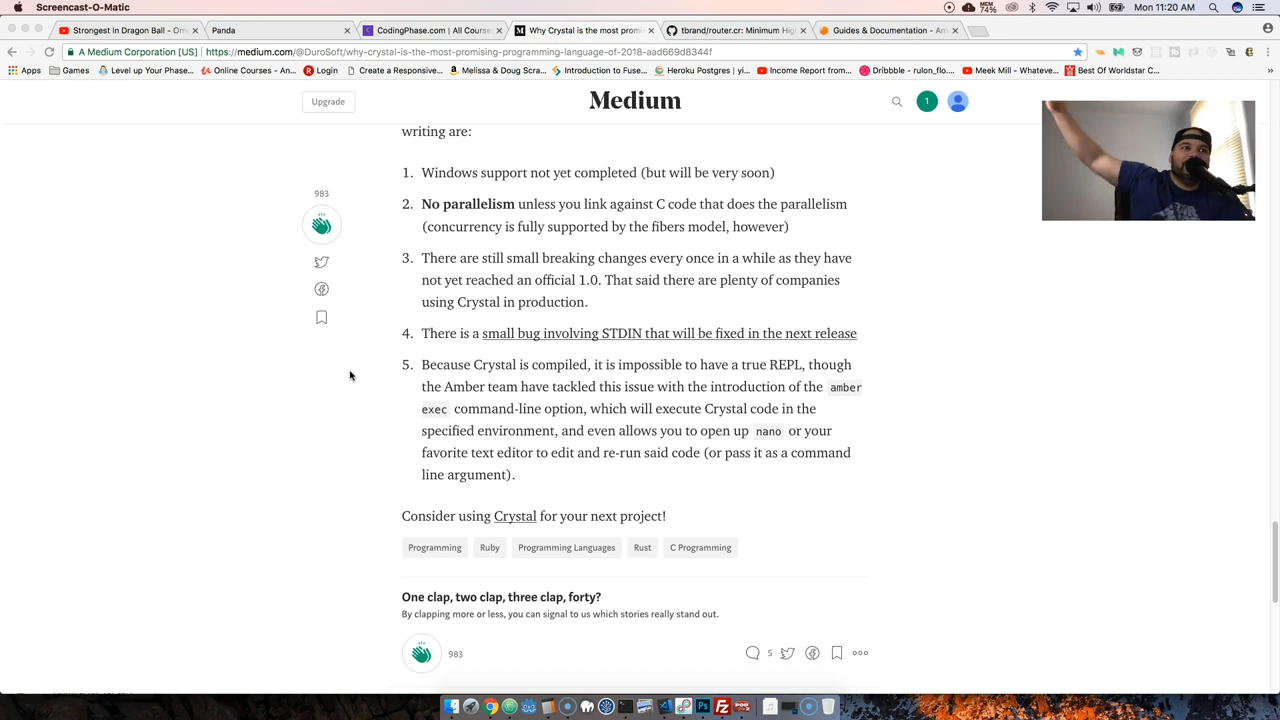 Screencast-O-Matic
MEM
74%
Mon 11:20 AM
Strongest In Dragon Ball - Om
Panda
CodingPhase.com | All Course
Why Crystal is the most promi
tbrand/router.cr: Minimum Hig
Guides & Documentation - Am
A Medium Corporation [US]
https://medium.com/@DuroSoft/why-crystal-is-the-most-promising-programming-language-of-2018-aad669d8344f
Apps
Games
Level up Your Phase...
Online Courses - An...
Login
Create a Responsive...
Melissa & Doug Scra...
Introduction to Fuse...
Heroku Postgres | yi...
Income Report from...
Dribbble - rulon_flo...
Meek Mill - Whateve...
Best Of Worldstar C...
»
Upgrade
Medium
1
writing are:
1. Windows support not yet completed (but will be very soon)
2. No parallelism unless you link against C code that does the parallelism
(concurrency is fully supported by the fibers model, however)
3. There are still small breaking changes every once in a while as they have
not yet reached an official 1.0. That said there are plenty of companies
using Crystal in production.
4. There is a small bug involving STDIN that will be fixed in the next release
5. Because Crystal is compiled, it is impossible to have a true REPL, though
the Amber team have tackled this issue with the introduction of the amber
exec command-line option, which will execute Crystal code in the
specified environment, and even allows you to open up nano or your
favorite text editor to edit and re-run said code (or pass it as a command
line argument).
983
Consider using Crystal for your next project!
Programming
Ruby
Programming Languages
Rust
C Programming
One clap, two clap, three clap, forty?
By clapping more or less, you can signal to us which stories really stand out.
983
5